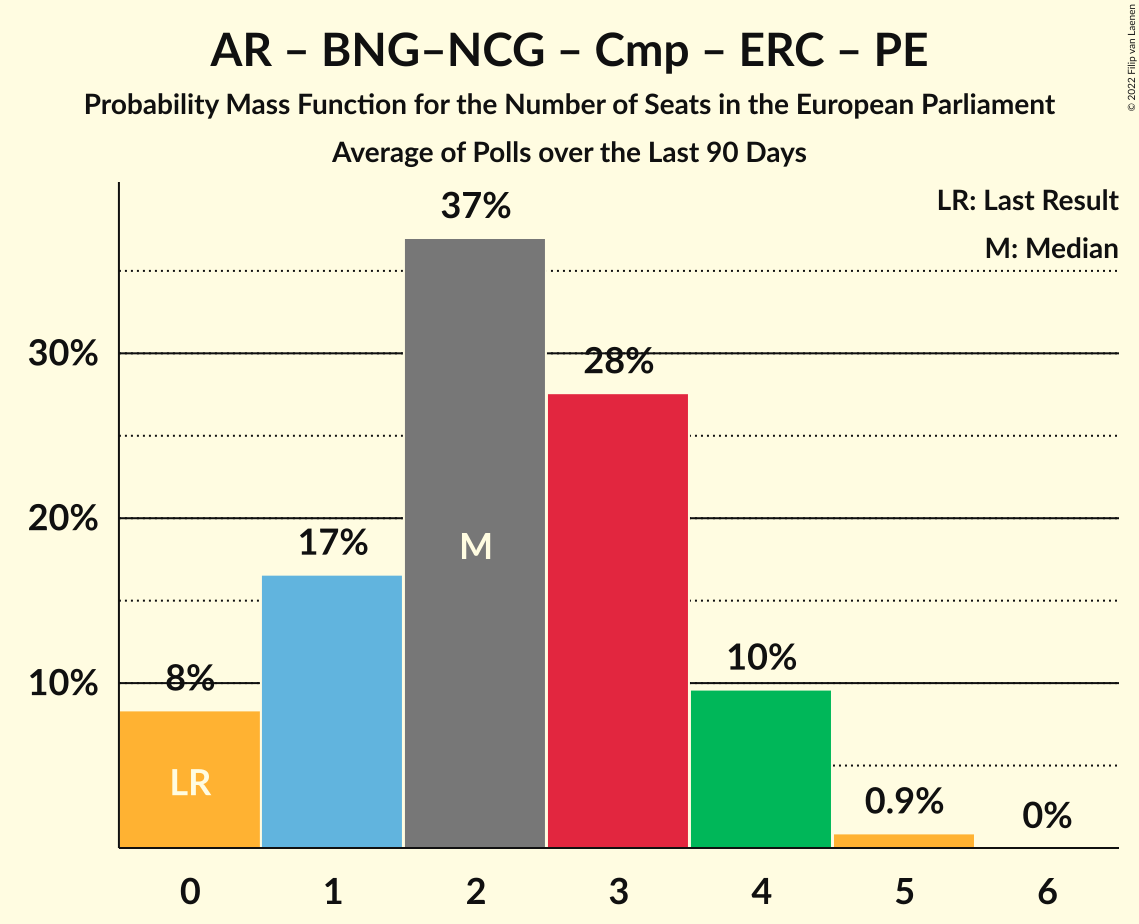 AR – BNG–NCG – Cmp – ERC – PE
Probability Mass Function for the Number of Seats in the European Parliament
Average of Polls over the Last 90 Days
© 2022 Filip van Laenen
LR: Last Result
M: Median
37%
30%
28%
20%
17%
M
10%
8%
10%
LR
0.9%
0%
0 1 2 3 4 5 6